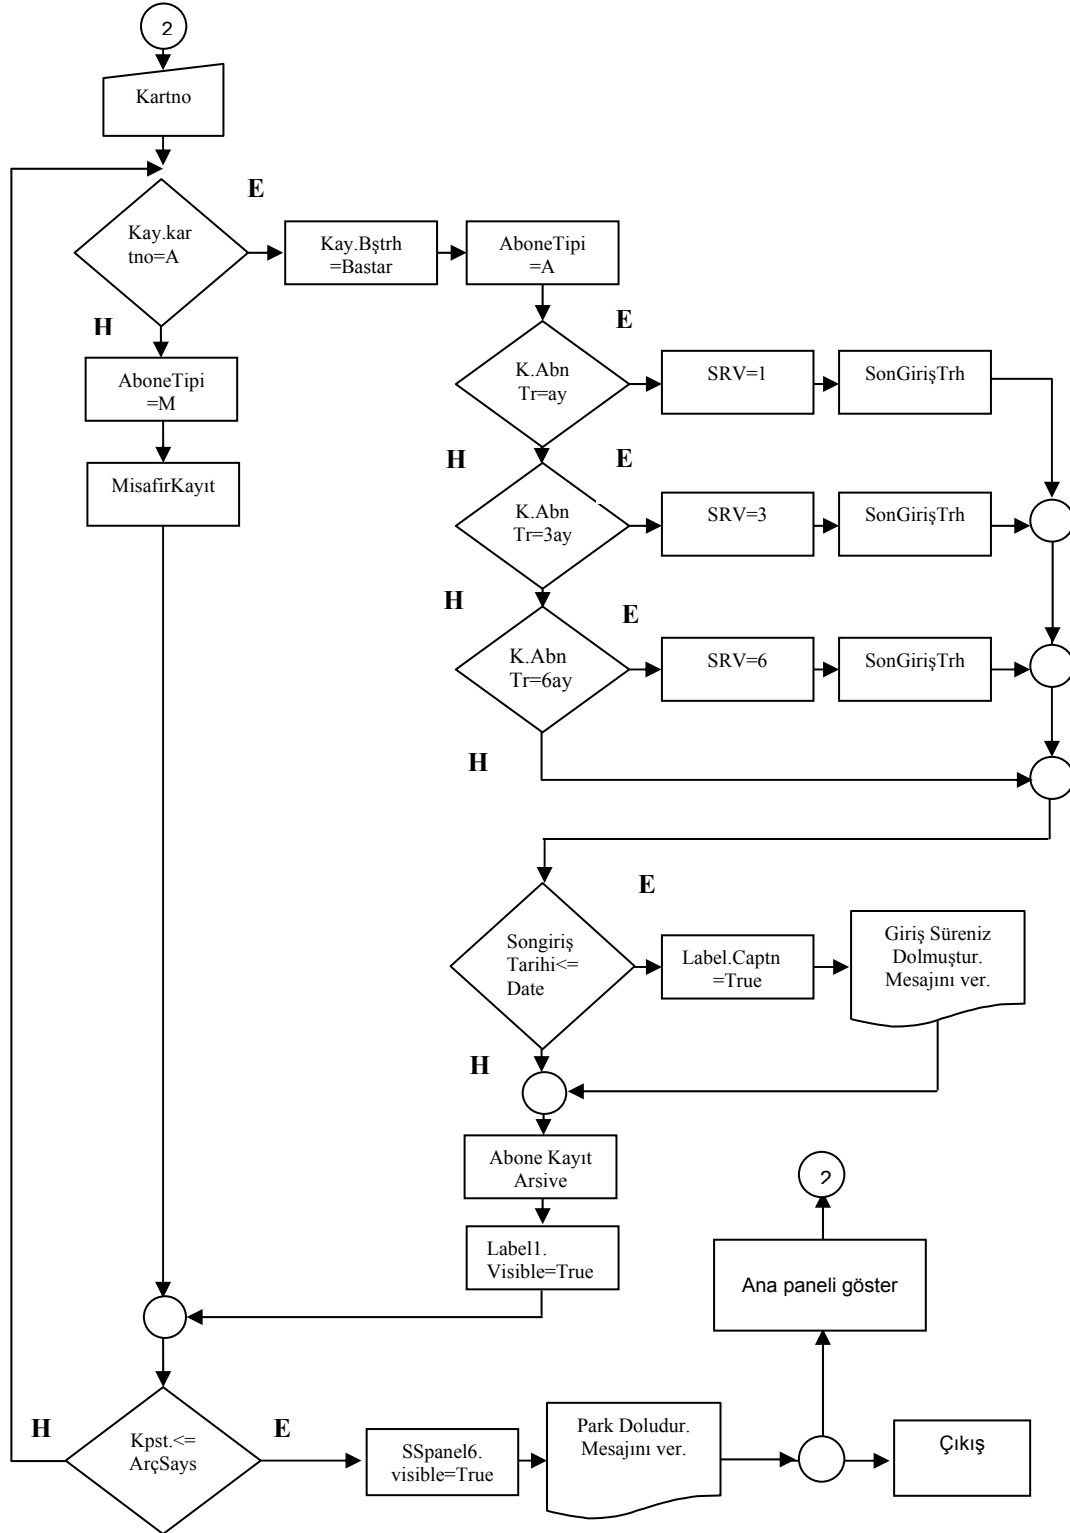 2
Kartno
E
Kay.kar
tno=A
Kay.Bştrh
=Bastar
AboneTipi
=A
H
E
AboneTipi
=M
K.Abn
Tr=ay
SRV=1
SonGirişTrh
MisafirKayıt
H
E
K.Abn
Tr=3ay
SRV=3
SonGirişTrh
H
E
K.Abn
Tr=6ay
SRV=6
SonGirişTrh
H
E
Songiriş
Tarihi<=
Date
Label.Captn
=True
Giriş Süreniz
Dolmuştur.
Mesajını ver.
H
Abone Kayıt
Arsive
2
Label1.
Visible=True
Ana paneli göster
H
E
Kpst.<=
ArçSays
SSpanel6.
visible=True
Park Doludur.
Mesajını ver.
Çıkış